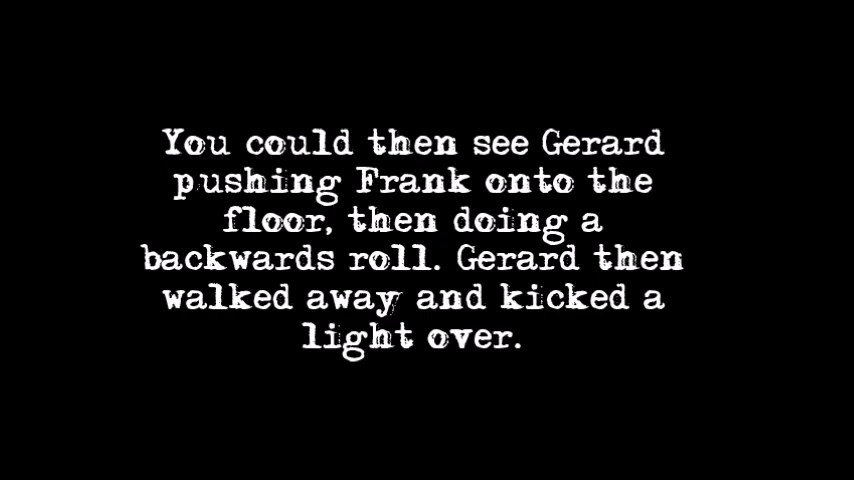 You could then see Gerard
pushing Frank onto the
floor, then doing a
backwards roll. Gerard then
walked away and kicked a
light over.